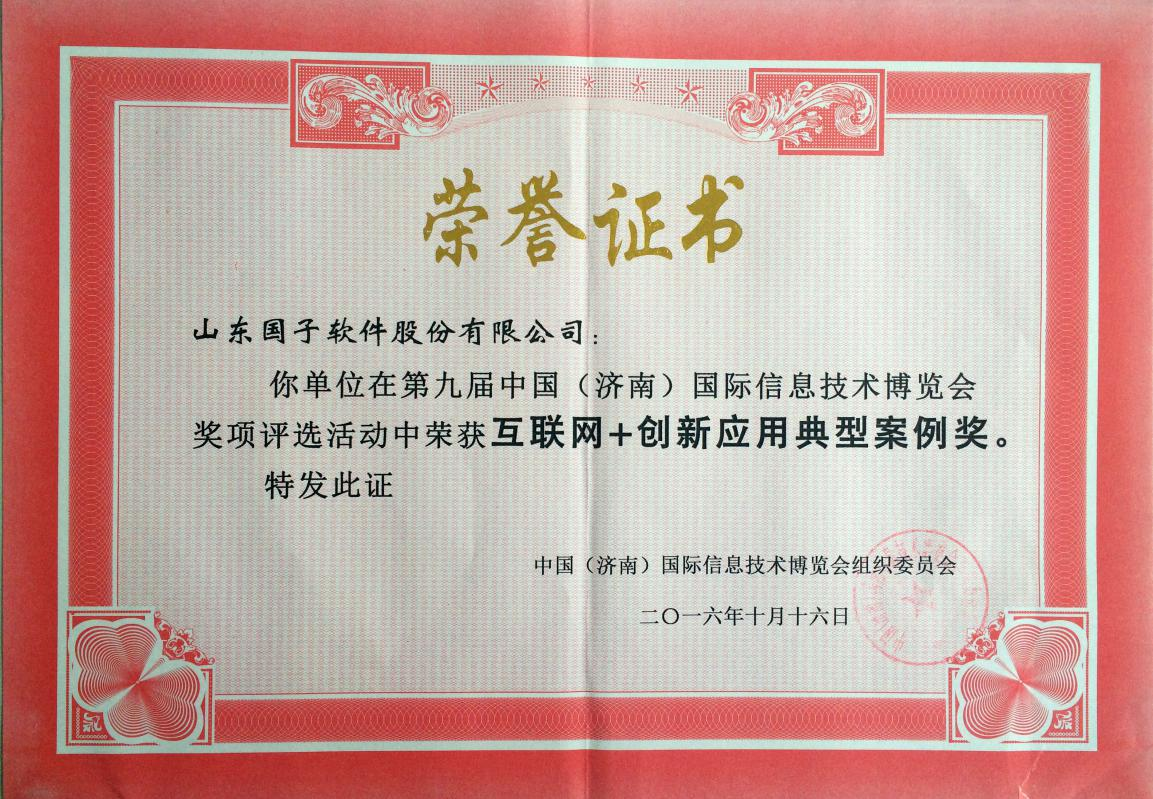 荣誉证书
山东国子软件股份有限公司：
你单位在第九届中国（济南）国际信息技术博览会
奖项评选活动中荣获互联网+创新应用典型案例奖。
特发此证
中国（济南）国际信息技术博览会组织委员会
二〇一六年十月十六日